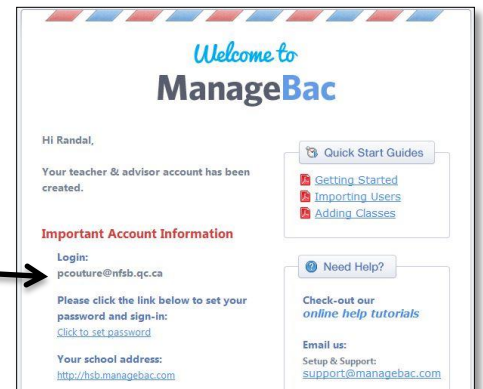 Welcome to
ManageBac
Hi Randal,
Your teacher & advisor account has been
created.
Important Account Information
Login:
pcouture@nfsb.qc.ca
Please click the link below to set your
password and sign-in:
Click to set password
Your school address:
http://hsb.managebac.com
Quick Start Guides
Getting Started
Importing Users
Adding Classes
Need Help?
Check-out our
online help tutorials
Email us:
Setup & Support:
support@managebac.com